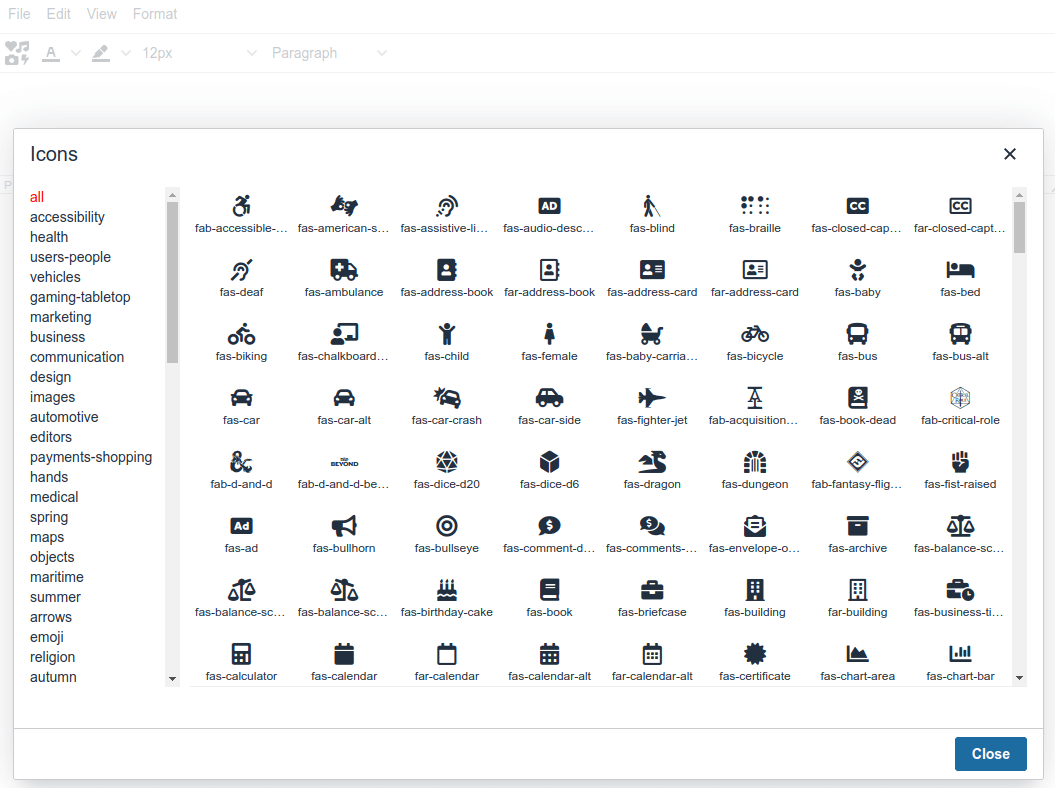 File Edit View Format
A 12px Paragraph
P
Icons
all
accessibility
health
users-people
vehicles
gaming-tabletop
marketing
business
communication
design
images
automotive
editors
payments-shopping
hands
medical
spring
maps
objects
maritime
summer
arrows
emoji
religion
autumn
AD CC CC
fab-accessible-... fas-american-s... fas-assistive-li... fas-audio-desc... fas-blind fas-braille fas-closed-cap... far-closed-capt...
fas-deaf fas-ambulance fas-address-book far-address-book fas-address-card far-address-card fas-baby fas-bed
fas-biking fas-chalkboard... fas-child fas-female fas-baby-carria... fas-bicycle fas-bus fas-bus-alt
fas-car fas-car-alt fas-car-crash fas-car-side fas-fighter-jet fab-acquisition... fas-book-dead fab-critical-role
BEYOND
fab-d-and-d fab-d-and-d-be... fas-dice-d20 fas-dice-d6 fas-dragon fas-dungeon fab-fantasy-flig... fas-fist-raised
Ad $ $
fas-ad fas-bullhorn fas-bullseye fas-comment-d... fas-comments-... fas-envelope-o... fas-archive fas-balance-sc...
fas-balance-sc... fas-balance-sc... fas-birthday-cake fas-book fas-briefcase fas-building far-building fas-business-ti...
fas-calculator fas-calendar far-calendar fas-calendar-alt far-calendar-alt fas-certificate fas-chart-area fas-chart-bar
Close